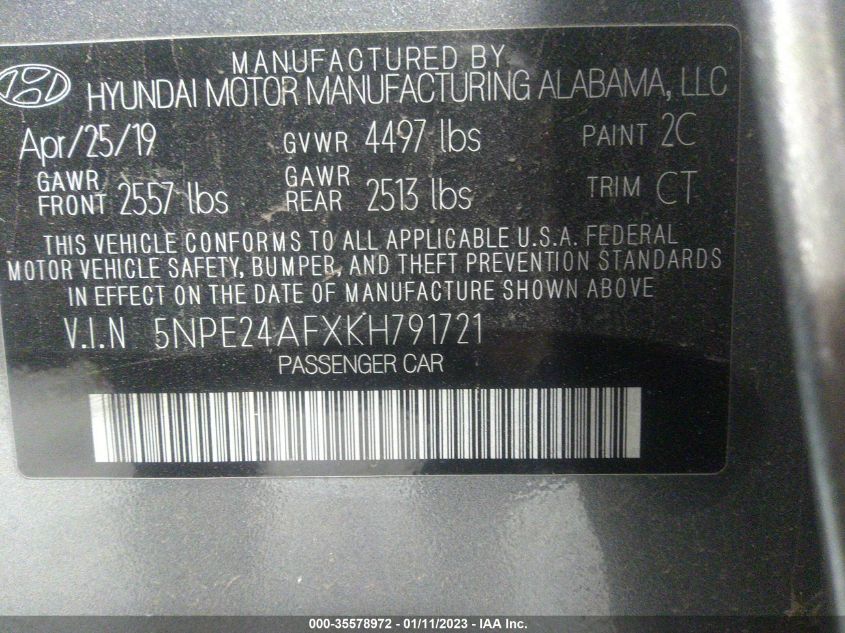 MANUFACTURED BY
HYUNDAI MOTOR MANUFACTURING ALABAMA, LLC
Apr/25/19 GVWR 4497 lbs PAINT 2C
GAWR FRONT 2557 lbs GAWR REAR 2513 lbs TRIM CT
THIS VEHICLE CONFORMS TO ALL APPLICABLE U.S.A. FEDERAL
MOTOR VEHICLE SAFETY, BUMPER, AND THEFT PREVENTION STANDARDS
IN EFFECT ON THE DATE OF MANUFACTURE SHOWN ABOVE
V.I.N 5NPE24AFXKH791721
PASSENGER CAR
000-35578972 - 01/11/2023 - IAA Inc.